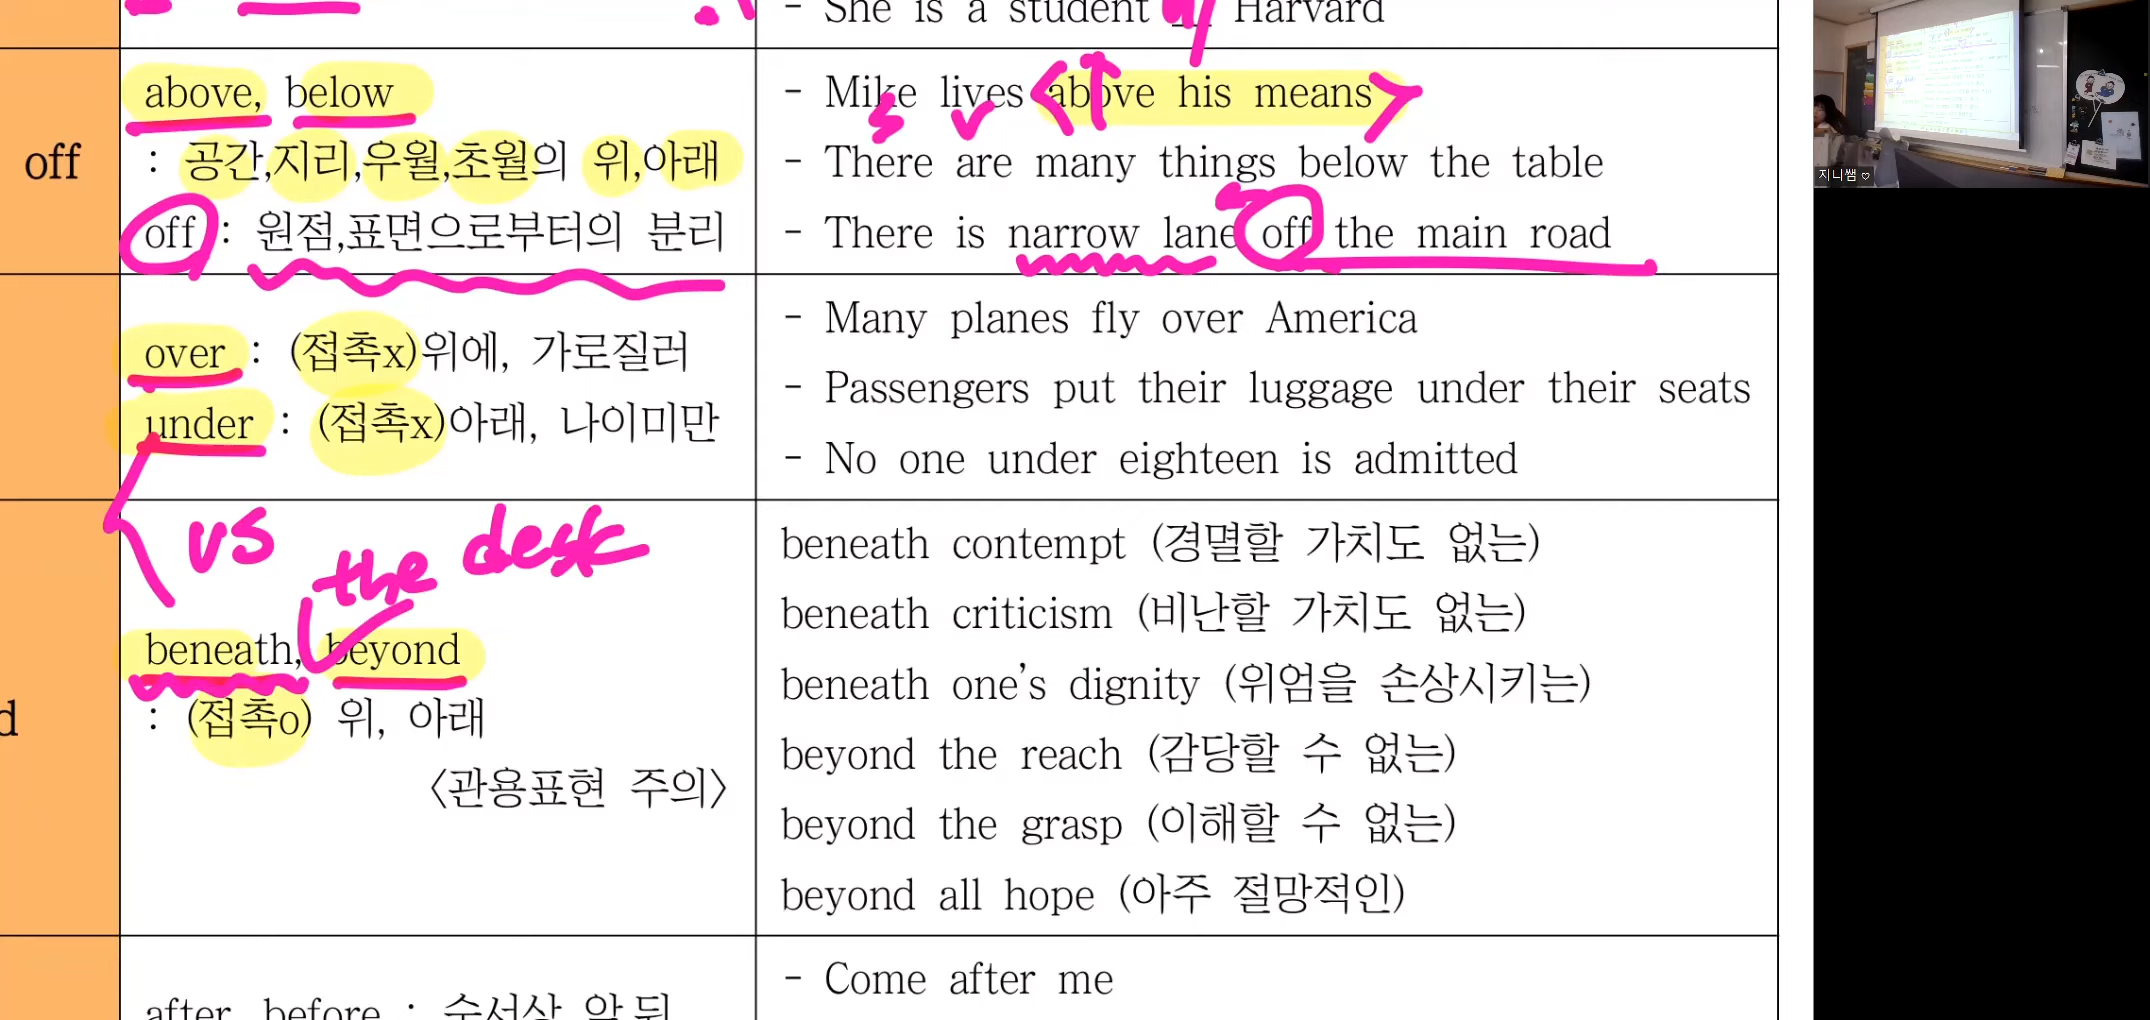 - She is a student of Harvard
off
above, below
: 공간,지리,우월,초월의 위,아래
off : 원점,표면으로부터의 분리
- Mike lives above his means
- There are many things below the table
- There is narrow lane off the main road
over : (접촉x)위에, 가로질러
under : (접촉x)아래, 나이미만
- Many planes fly over America
- Passengers put their luggage under their seats
- No one under eighteen is admitted
vs
the desk
d
beneath, beyond
: (접촉o) 위, 아래
<관용표현 주의>
beneath contempt (경멸할 가치도 없는)
beneath criticism (비난할 가치도 없는)
beneath one's dignity (위엄을 손상시키는)
beyond the reach (감당할 수 없는)
beyond the grasp (이해할 수 없는)
beyond all hope (아주 절망적인)
after, before : 순서상 앞,뒤
- Come after me
지니쌤♡